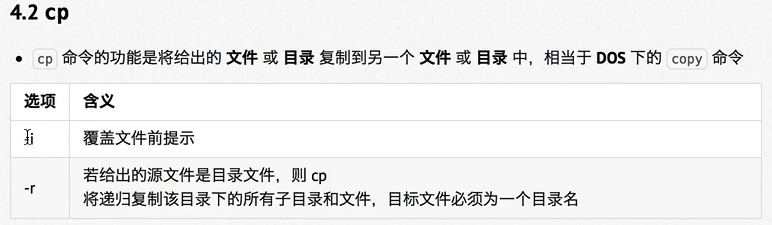 4.2 cp
• cp 命令的功能是将给出的 文件 或 目录 复制到另一个 文件 或 目录 中，相当于 DOS 下的 copy 命令
选项 含义
-i 覆盖文件前提示
-r 若给出的源文件是目录文件，则 cp
将递归复制该目录下的所有子目录和文件，目标文件必须为一个目录名